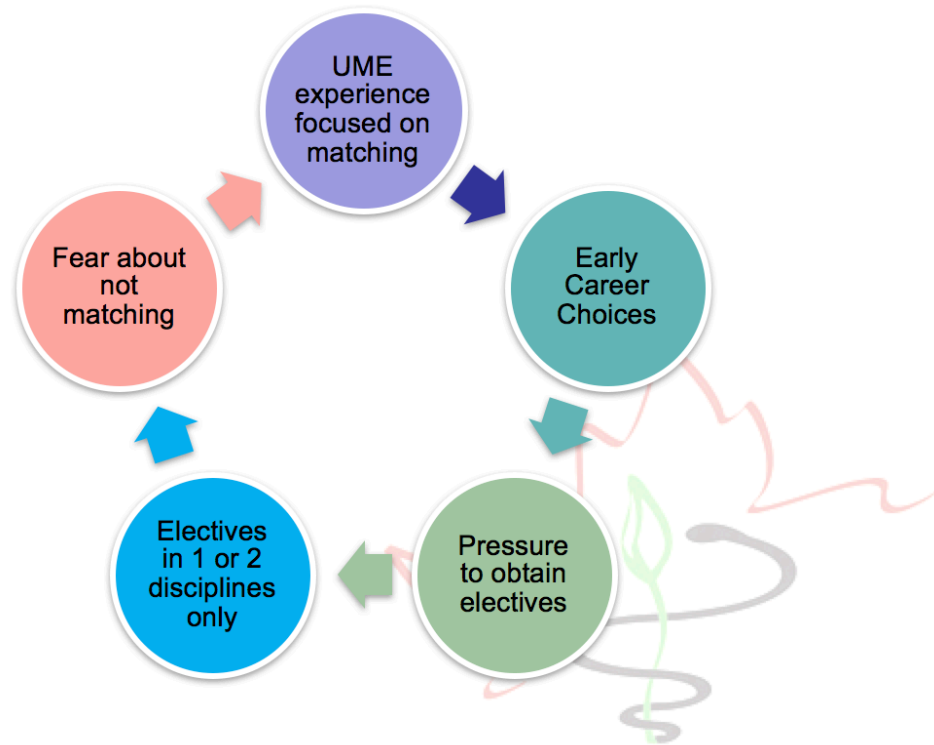 UME
experience
focused on
matching
Early
Career
Choices
Pressure
to obtain
electives
Electives
in 1 or 2
disciplines
only
Fear about
not
matching